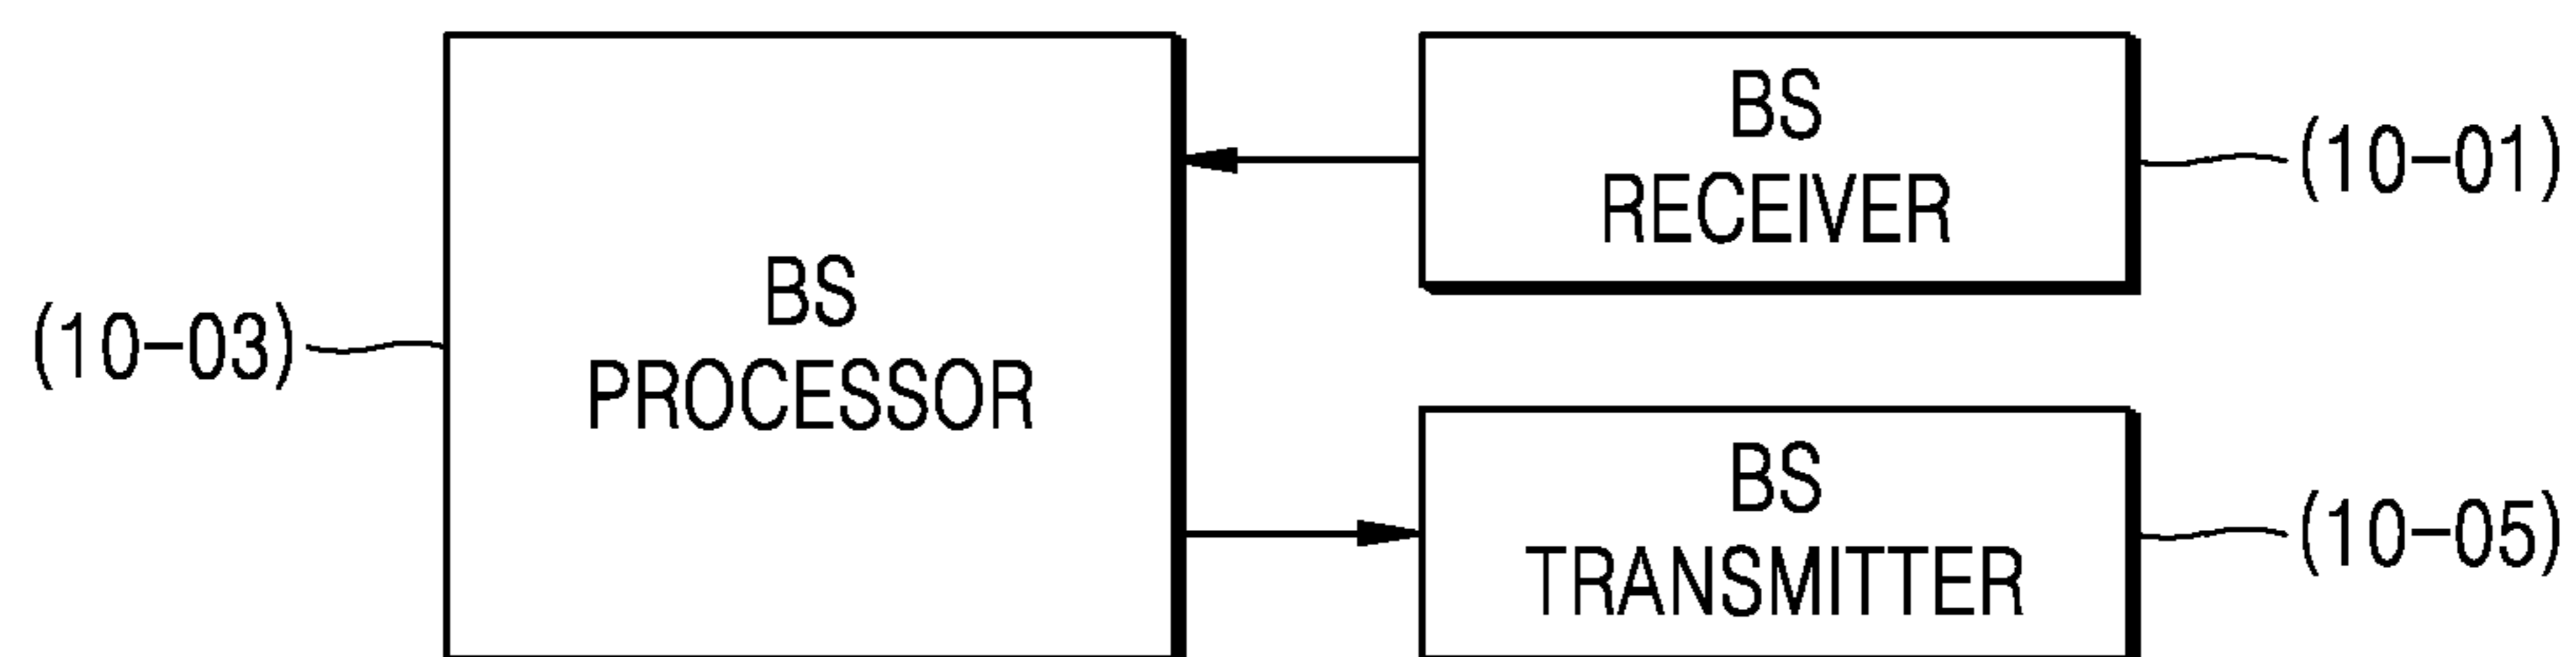 BS
RECEIVER
(10-01)
(10-03)
BS
PROCESSOR
BS
TRANSMITTER
(10-05)